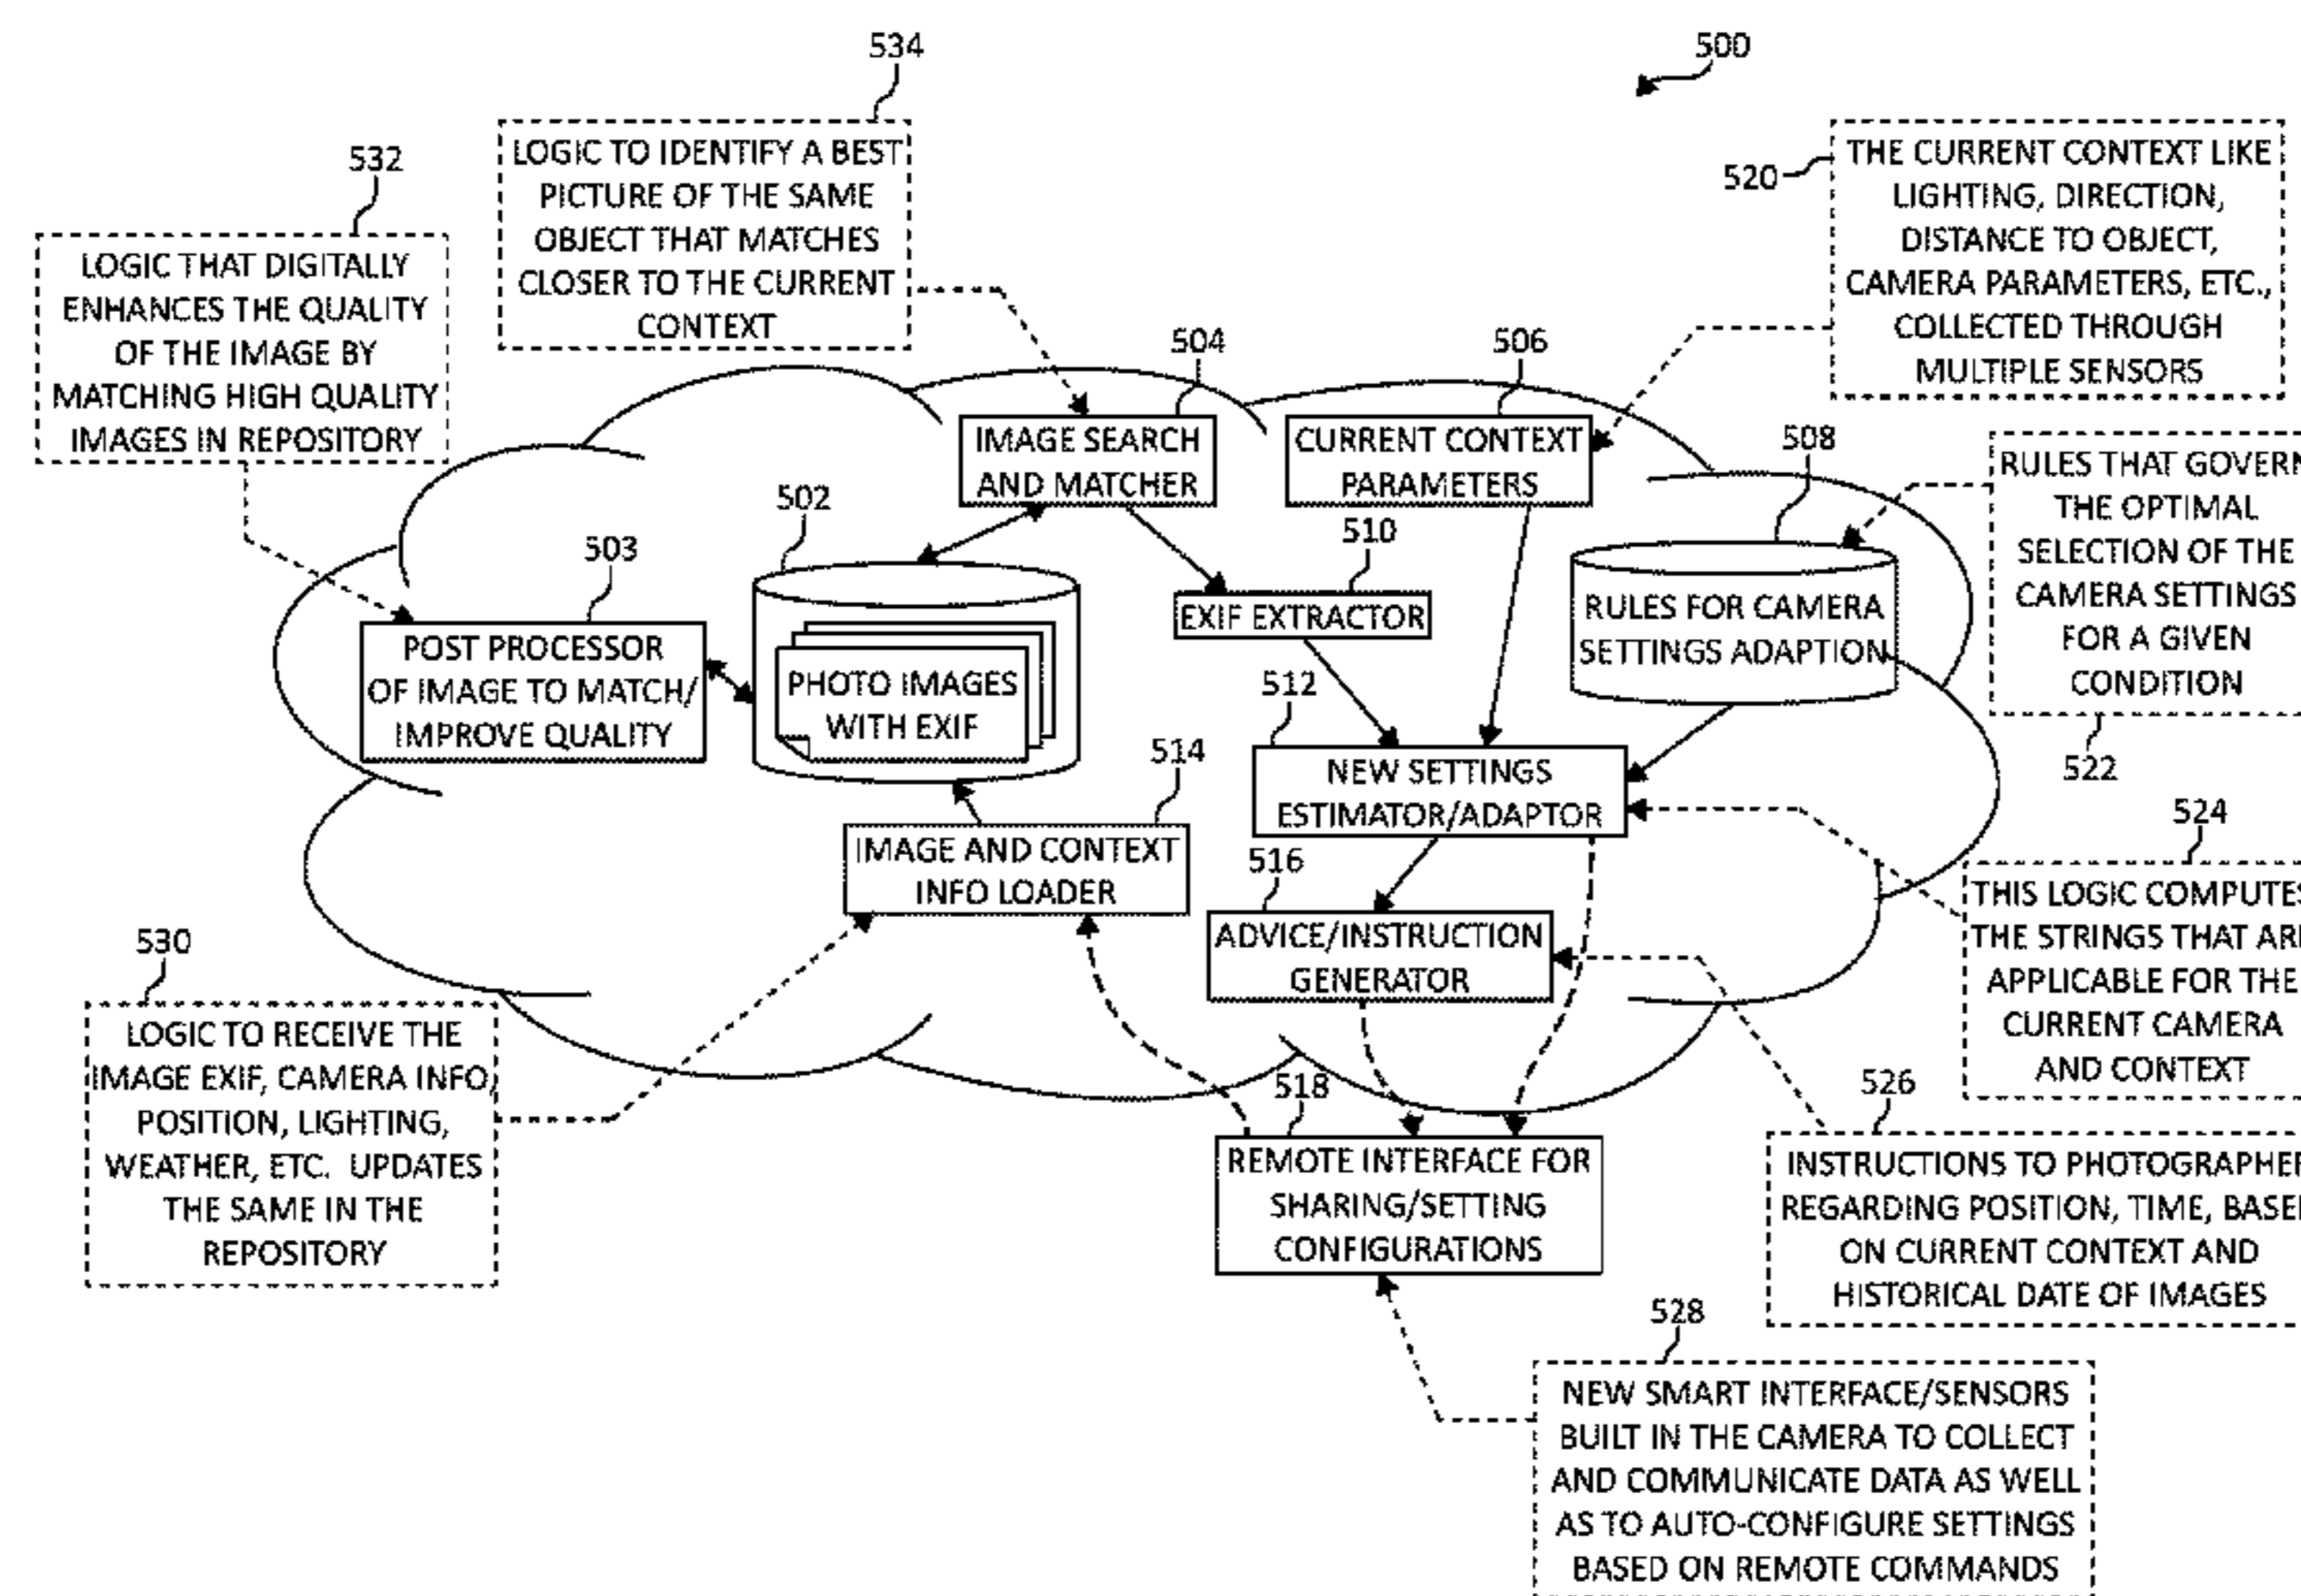 534
500
LOGIC TO IDENTIFY A BEST
PICTURE OF THE SAME
OBJECT THAT MATCHES
CLOSER TO THE CURRENT
CONTEXT
532
LOGIC THAT DIGITALLY
ENHANCES THE QUALITY
OF THE IMAGE BY
MATCHING HIGH QUALITY
IMAGES IN REPOSITORY
520
THE CURRENT CONTEXT LIKE
LIGHTING, DIRECTION,
DISTANCE TO OBJECT,
CAMERA PARAMETERS, ETC.,
COLLECTED THROUGH
MULTIPLE SENSORS
504
IMAGE SEARCH
AND MATCHER
506
CURRENT CONTEXT
PARAMETERS
508
RULES FOR CAMERA
SETTINGS ADAPTION
RULES THAT GOVERN
THE OPTIMAL
SELECTION OF THE
CAMERA SETTINGS
FOR A GIVEN
CONDITION
522
502
PHOTO IMAGES
WITH EXIF
503
POST PROCESSOR
OF IMAGE TO MATCH/
IMPROVE QUALITY
510
EXIF EXTRACTOR
512
NEW SETTINGS
ESTIMATOR/ADAPTOR
514
IMAGE AND CONTEXT
INFO LOADER
516
ADVICE/INSTRUCTION
GENERATOR
524
THIS LOGIC COMPUTES
THE STRINGS THAT ARE
APPLICABLE FOR THE
CURRENT CAMERA
AND CONTEXT
530
LOGIC TO RECEIVE THE
IMAGE EXIF, CAMERA INFO,
POSITION, LIGHTING,
WEATHER, ETC. UPDATES
THE SAME IN THE
REPOSITORY
518
REMOTE INTERFACE FOR
SHARING/SETTING
CONFIGURATIONS
526
INSTRUCTIONS TO PHOTOGRAPHER
REGARDING POSITION, TIME, BASED
ON CURRENT CONTEXT AND
HISTORICAL DATE OF IMAGES
528
NEW SMART INTERFACE/SENSORS
BUILT IN THE CAMERA TO COLLECT
AND COMMUNICATE DATA AS WELL
AS TO AUTO-CONFIGURE SETTINGS
BASED ON REMOTE COMMANDS